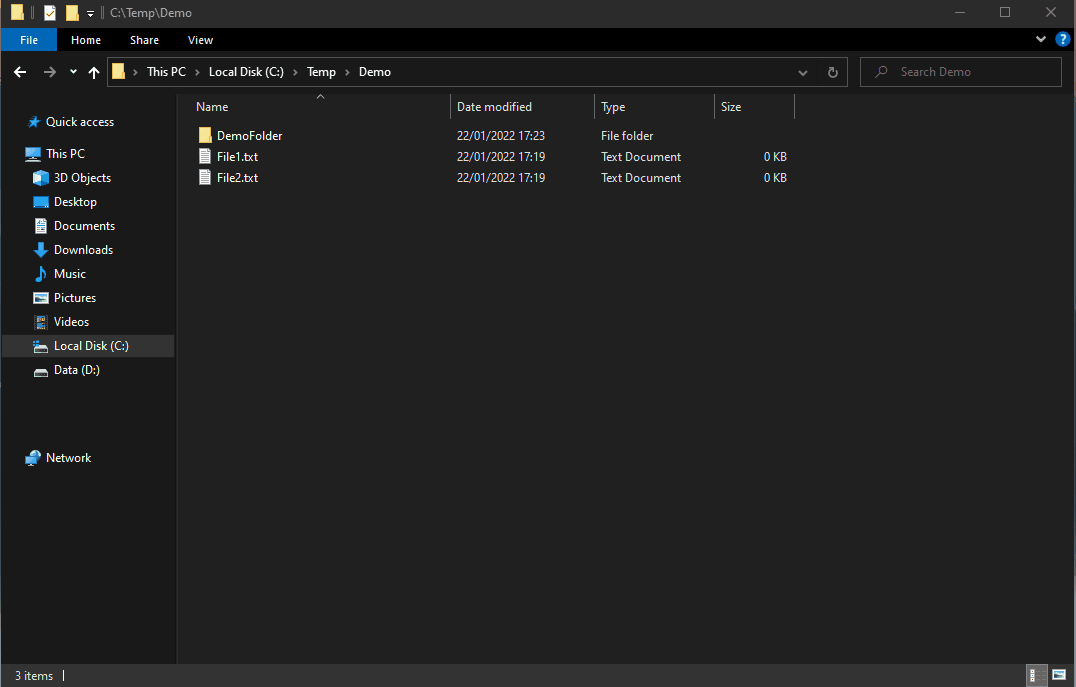 C:\Temp\Demo
File Home Share View
This PC Local Disk (C:) Temp Demo Search Demo
Name Date modified Type Size
DemoFolder 22/01/2022 17:23 File folder
File1.txt 22/01/2022 17:19 Text Document 0 KB
File2.txt 22/01/2022 17:19 Text Document 0 KB
Quick access
This PC
3D Objects
Desktop
Documents
Downloads
Music
Pictures
Videos
Local Disk (C:)
Data (D:)
Network
3 items